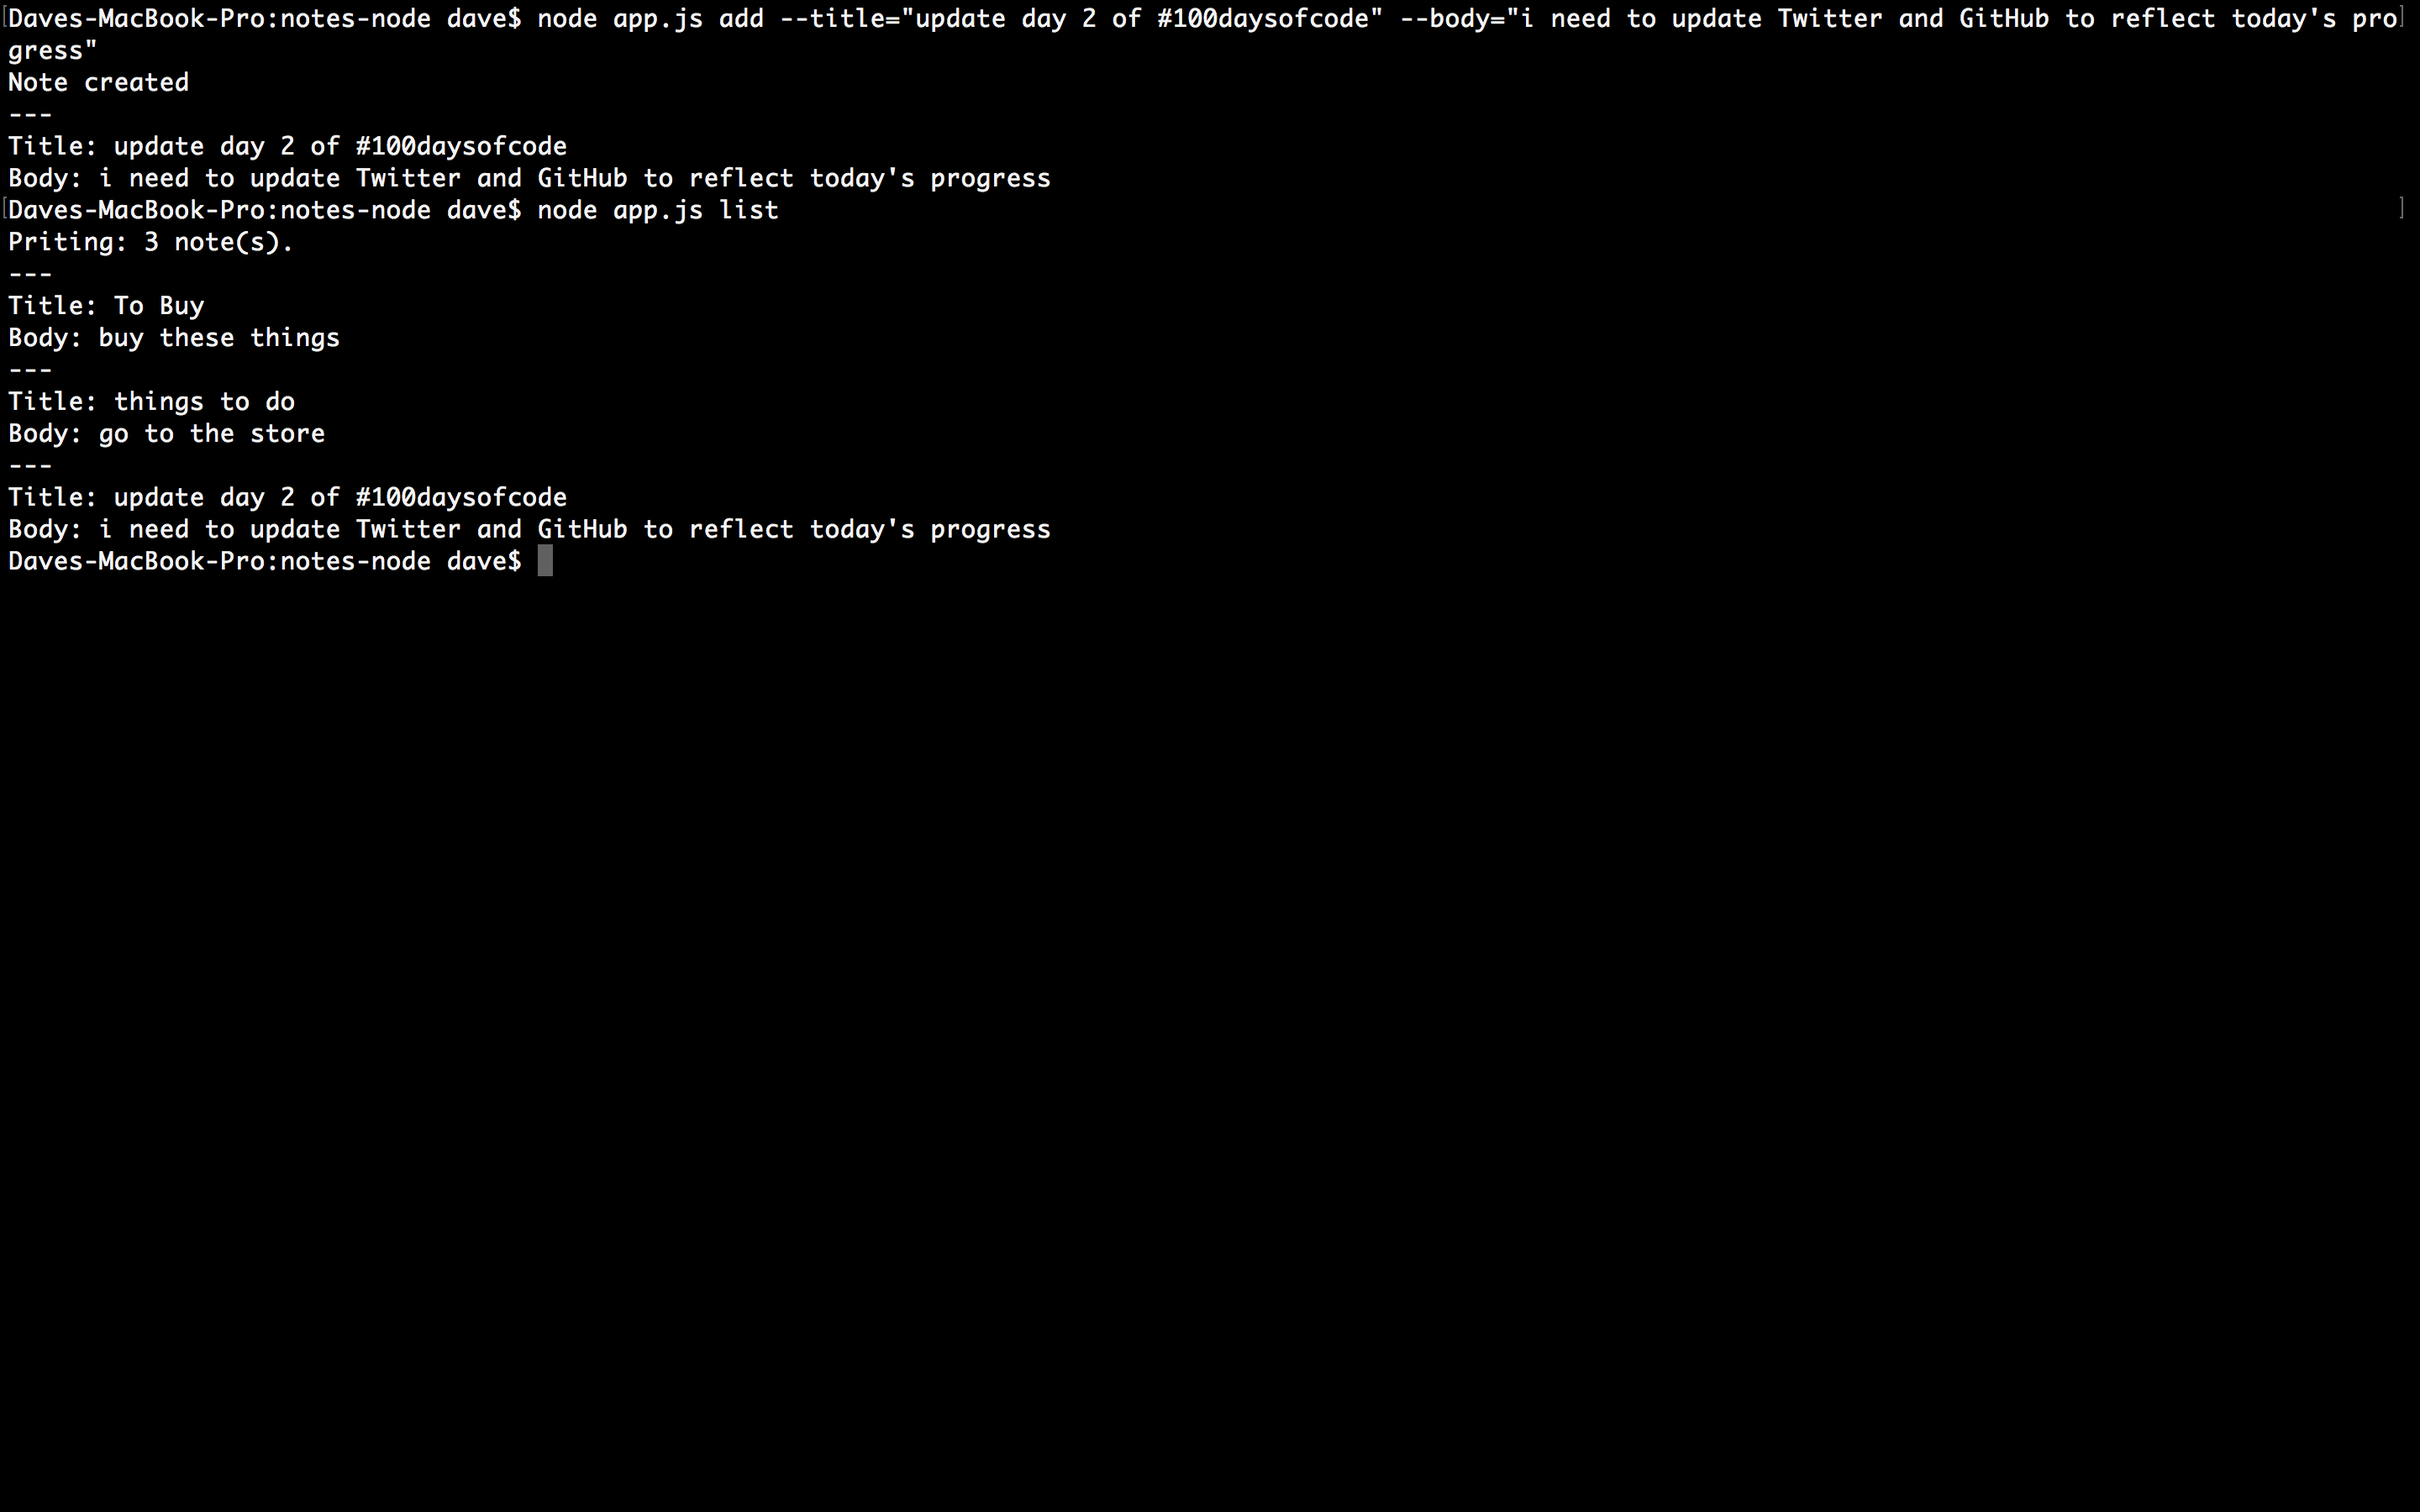 Daves-MacBook-Pro:notes-node dave$ node app.js add --title="update day 2 of #100daysofcode" --body="i need to update Twitter and GitHub to reflect today's pro
gress"
Note created
---
Title: update day 2 of #100daysofcode
Body: i need to update Twitter and GitHub to reflect today's progress
Daves-MacBook-Pro:notes-node dave$ node app.js list
Priting: 3 note(s).
---
Title: To Buy
Body: buy these things
---
Title: things to do
Body: go to the store
---
Title: update day 2 of #100daysofcode
Body: i need to update Twitter and GitHub to reflect today's progress
Daves-MacBook-Pro:notes-node dave$